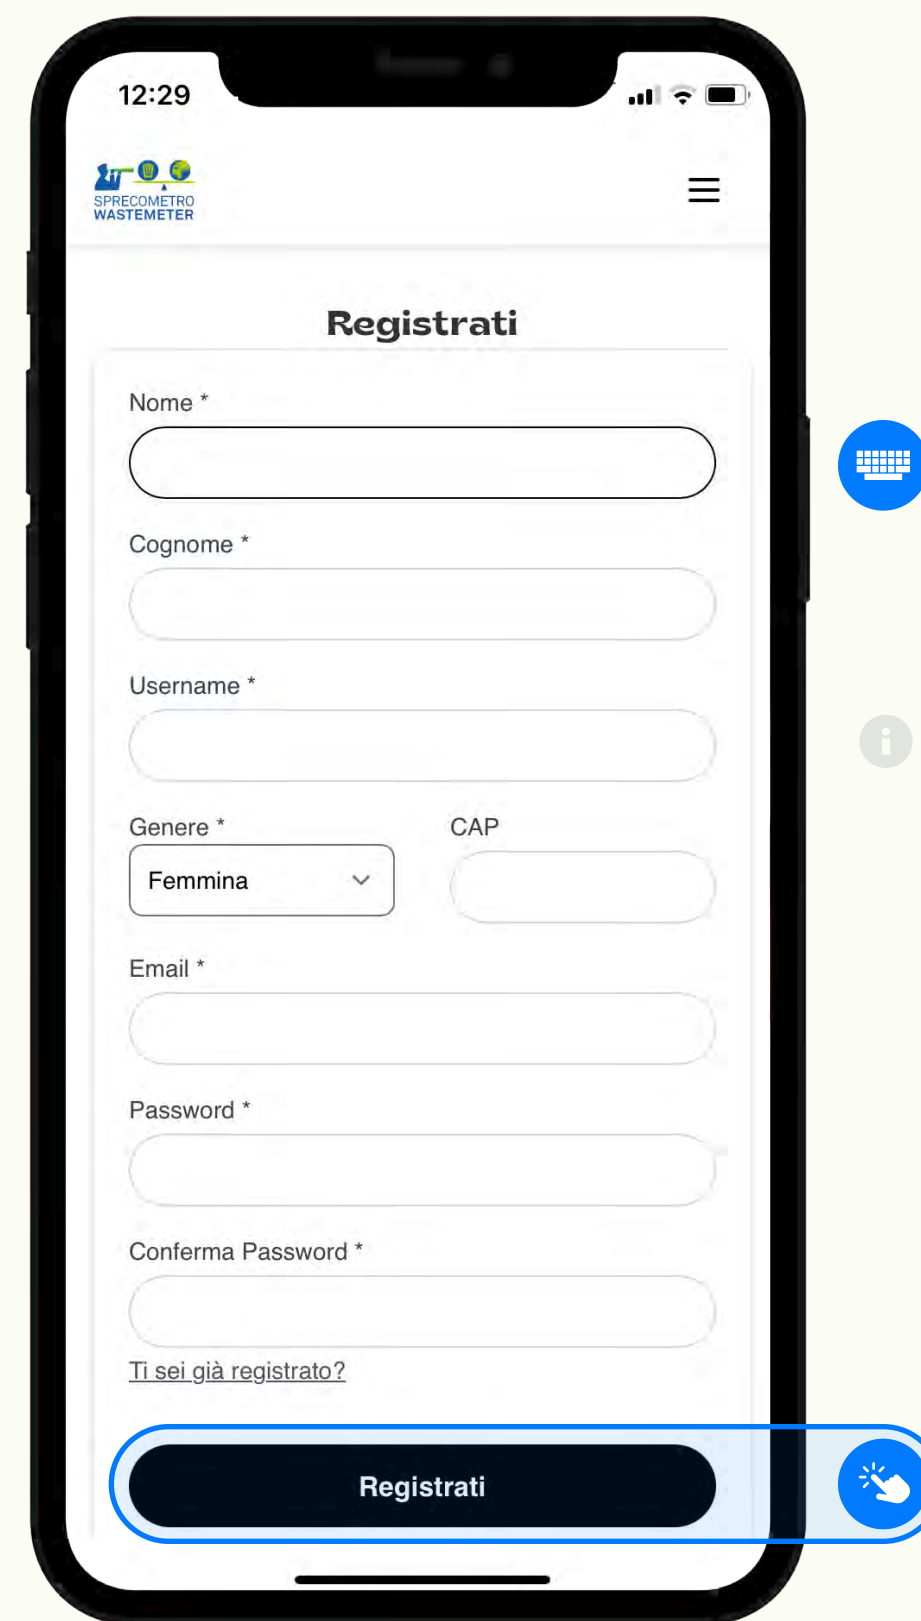 12:29
SPRECOMETRO
WASTEMETER
Registrati
Nome *
Cognome *
Username *
Genere *
CAP
Femmina
Email *
Password *
Conferma Password *
Ti sei già registrato?
Registrati